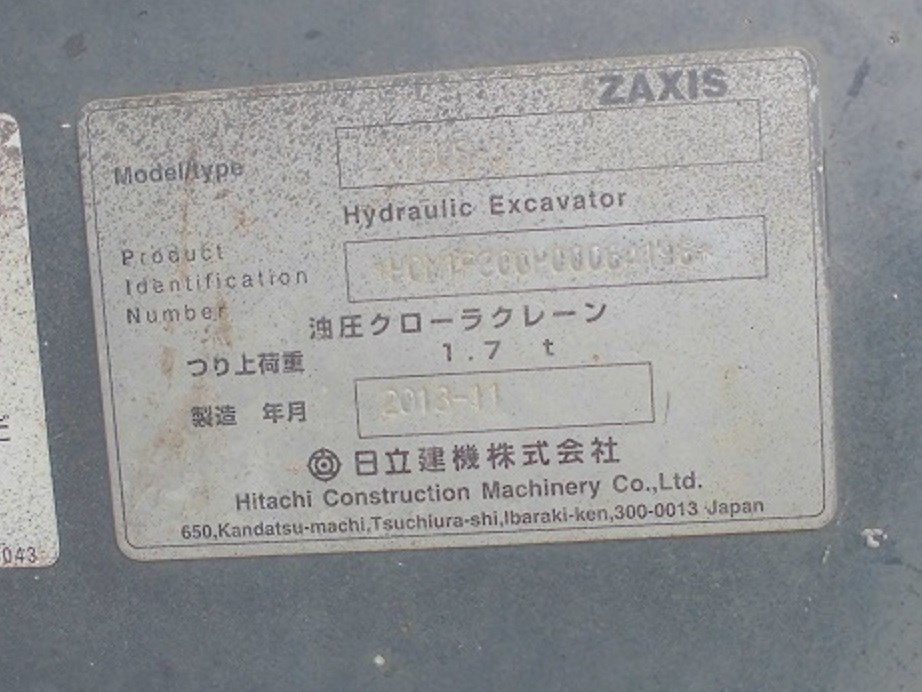 ZAXIS
Model/type
Hydraulic Excavator
Product
Identification
Number
油圧クローラクレーン
つり上荷重 1.7 t
製造 年月 2013-11
日立建機株式会社
Hitachi Construction Machinery Co.,Ltd.
650,Kandatsu-machi,Tsuchiura-shi,Ibaraki-ken,300-0013 Japan
043